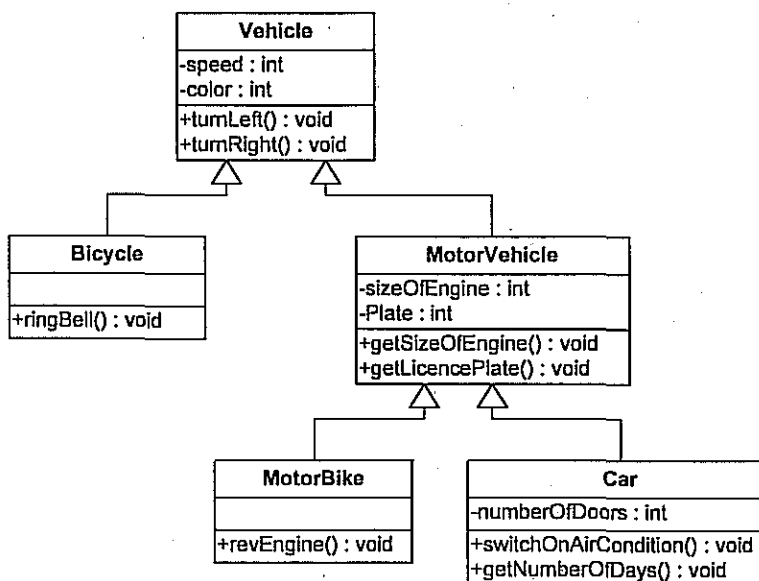 Vehicle
-speed : int
-color : int
+turnLeft() : void
+turnRight() : void
Bicycle
+ringBell() : void
MotorVehicle
-sizeOfEngine : int
-Plate : int
+getSizeOfEngine() : void
+getLicencePlate() : void
MotorBike
+revEngine() : void
Car
-numberOfDoors : int
+switchOnAirCondition() : void
+getNumberOfDays() : void